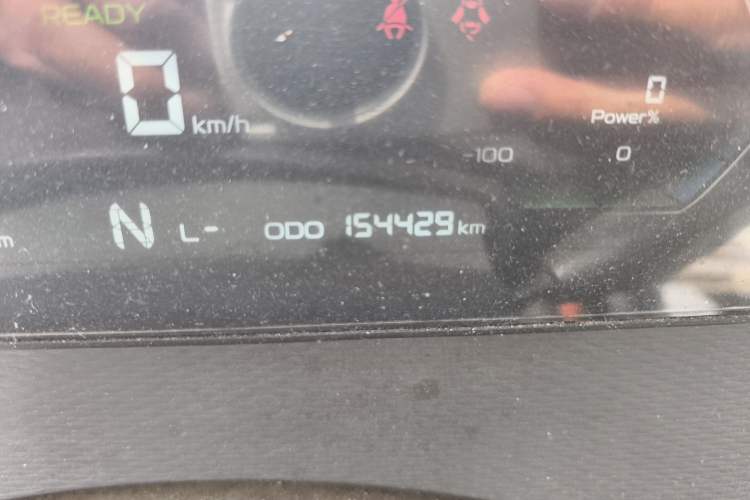 READY
0 km/h
0
Power%
-100 0
m N L- ODO 154429 km